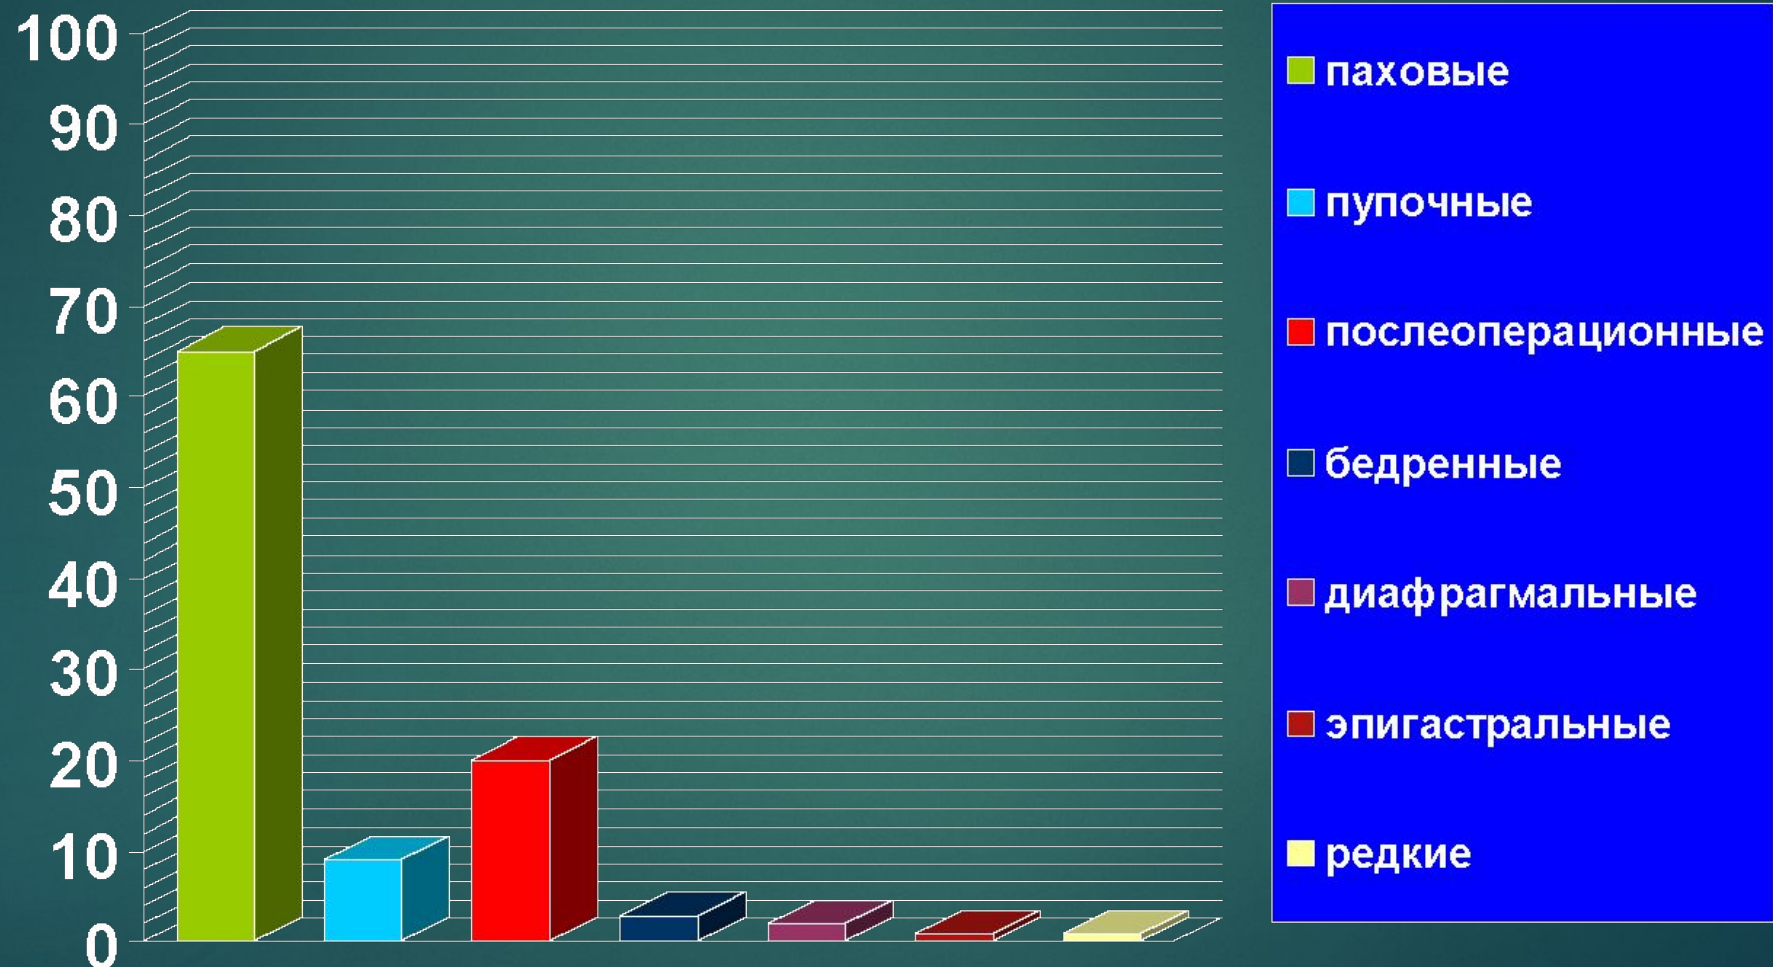 100
90
80
70
60
50
40
30
20
10
0
паховые
пупочные
послеоперационные
бедренные
диафрагмальные
эпигастральные
редкие